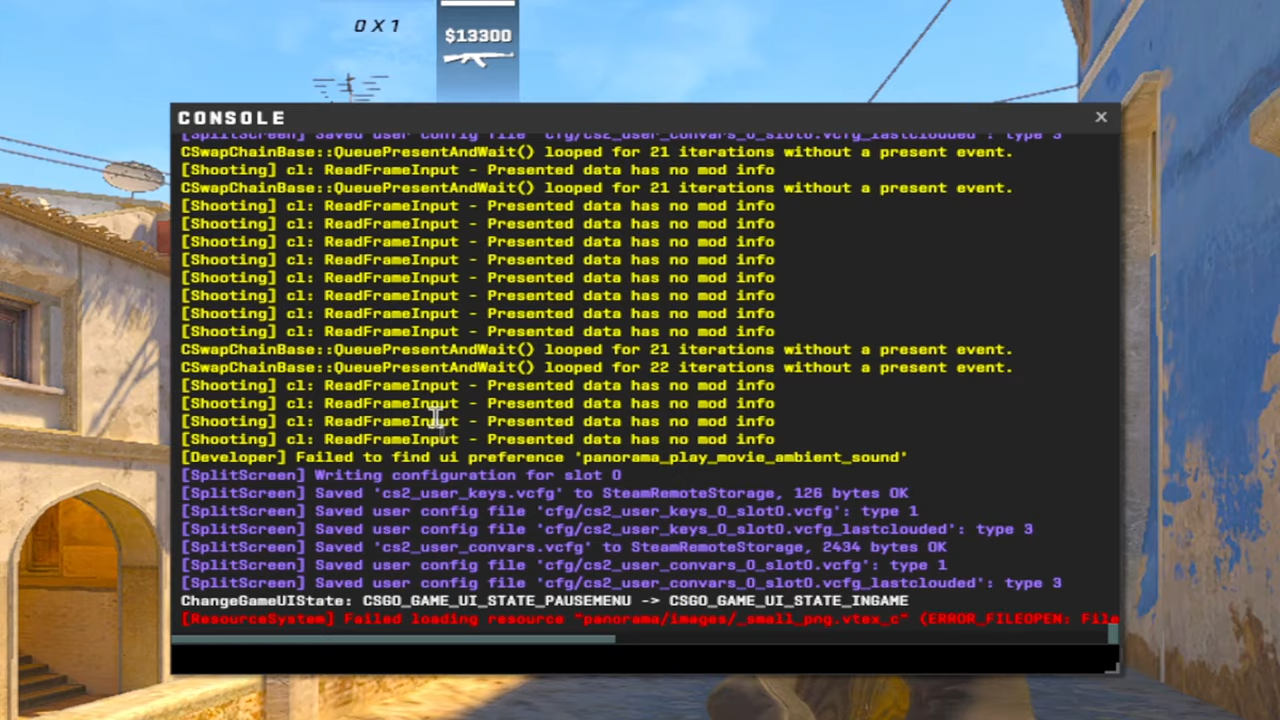 0 X 1
$13300
CONSOLE
[SplitScreen] Saved user config file 'cfg/cs2_user_convars_0_slot0.vcfg_lastclouded': type 3
CSwapChainBase::QueuePresentAndWait() looped for 21 iterations without a present event.
[Shooting] cl: ReadFrameInput - Presented data has no mod info
CSwapChainBase::QueuePresentAndWait() looped for 21 iterations without a present event.
[Shooting] cl: ReadFrameInput - Presented data has no mod info
[Shooting] cl: ReadFrameInput - Presented data has no mod info
[Shooting] cl: ReadFrameInput - Presented data has no mod info
[Shooting] cl: ReadFrameInput - Presented data has no mod info
[Shooting] cl: ReadFrameInput - Presented data has no mod info
[Shooting] cl: ReadFrameInput - Presented data has no mod info
[Shooting] cl: ReadFrameInput - Presented data has no mod info
[Shooting] cl: ReadFrameInput - Presented data has no mod info
CSwapChainBase::QueuePresentAndWait() looped for 21 iterations without a present event.
CSwapChainBase::QueuePresentAndWait() looped for 22 iterations without a present event.
[Shooting] cl: ReadFrameInput - Presented data has no mod info
[Shooting] cl: ReadFrameInput - Presented data has no mod info
[Shooting] cl: ReadFrameInput - Presented data has no mod info
[Shooting] cl: ReadFrameInput - Presented data has no mod info
[Developer] Failed to find ui preference 'panorama_play_movie_ambient_sound'
[SplitScreen] Writing configuration for slot 0
[SplitScreen] Saved 'cs2_user_keys.vcfg' to SteamRemoteStorage, 126 bytes OK
[SplitScreen] Saved user config file 'cfg/cs2_user_keys_0_slot0.vcfg': type 1
[SplitScreen] Saved user config file 'cfg/cs2_user_keys_0_slot0.vcfg_lastclouded': type 3
[SplitScreen] Saved 'cs2_user_convars.vcfg' to SteamRemoteStorage, 2434 bytes OK
[SplitScreen] Saved user config file 'cfg/cs2_user_convars_0_slot0.vcfg': type 1
[SplitScreen] Saved user config file 'cfg/cs2_user_convars_0_slot0.vcfg_lastclouded': type 3
ChangeGameUIState: CSGO_GAME_UI_STATE_PAUSEMENU -> CSGO_GAME_UI_STATE_INGAME
[ResourceSystem] Failed loading resource "panorama/images/_small_png.vtex_c" (ERROR_FILEOPEN: File